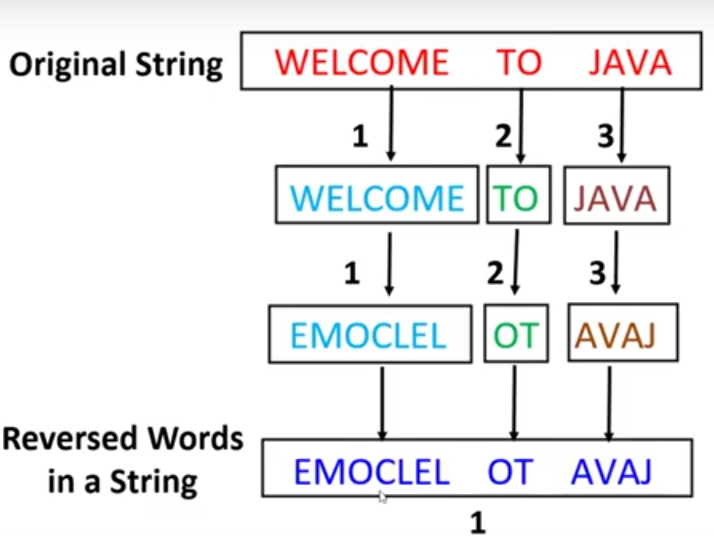 Original String WELCOME TO JAVA
1 2 3
WELCOME TO JAVA
1 2 3
EMOCLEL OT AVAJ
Reversed Words
in a String
EMOCLEL OT AVAJ
1